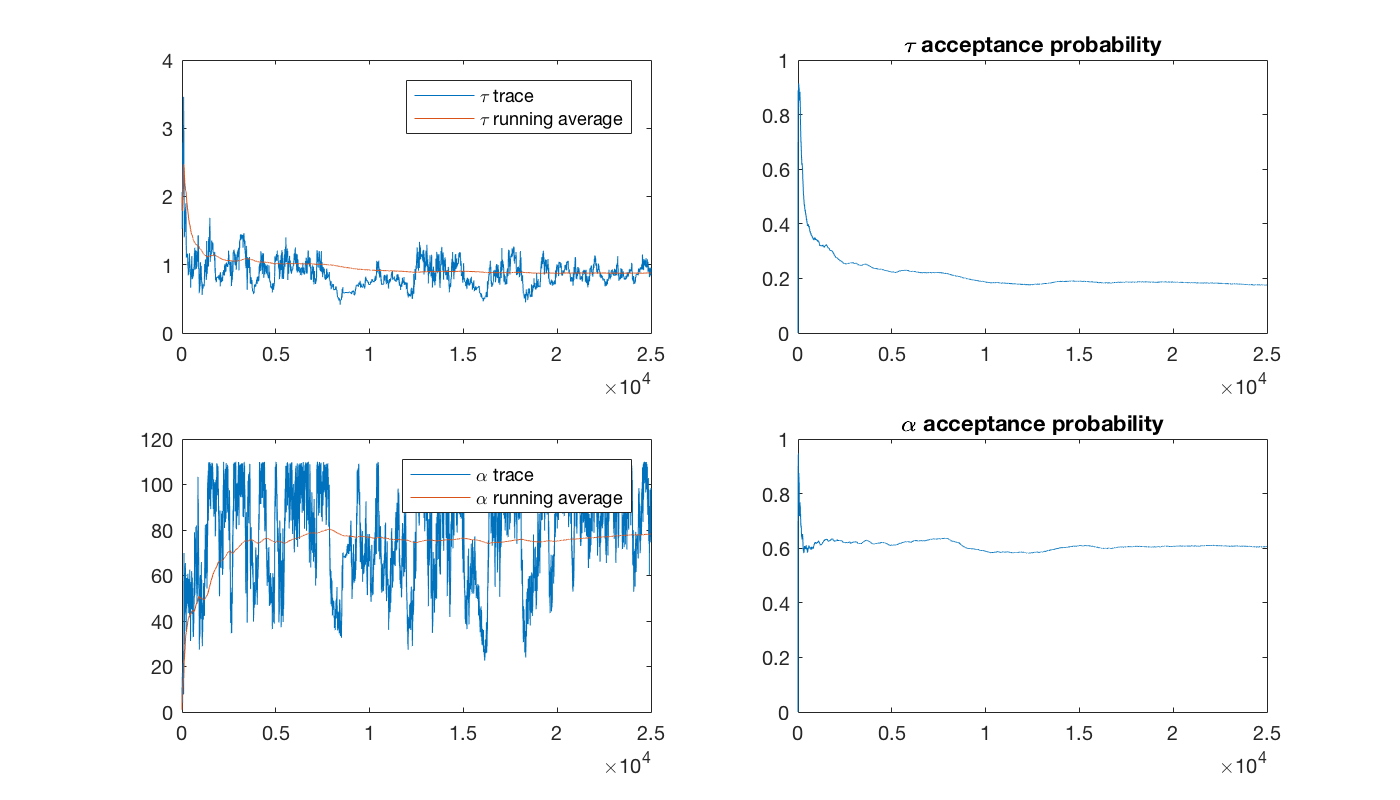 4
3
2
1
0
0 0.5 1 1.5 2 2.5
×10^4
τ trace
τ running average
τ acceptance probability
1
0.8
0.6
0.4
0.2
0
0 0.5 1 1.5 2 2.5
×10^4
120
100
80
60
40
20
0
0 0.5 1 1.5 2 2.5
×10^4
α trace
α running average
α acceptance probability
1
0.8
0.6
0.4
0.2
0
0 0.5 1 1.5 2 2.5
×10^4